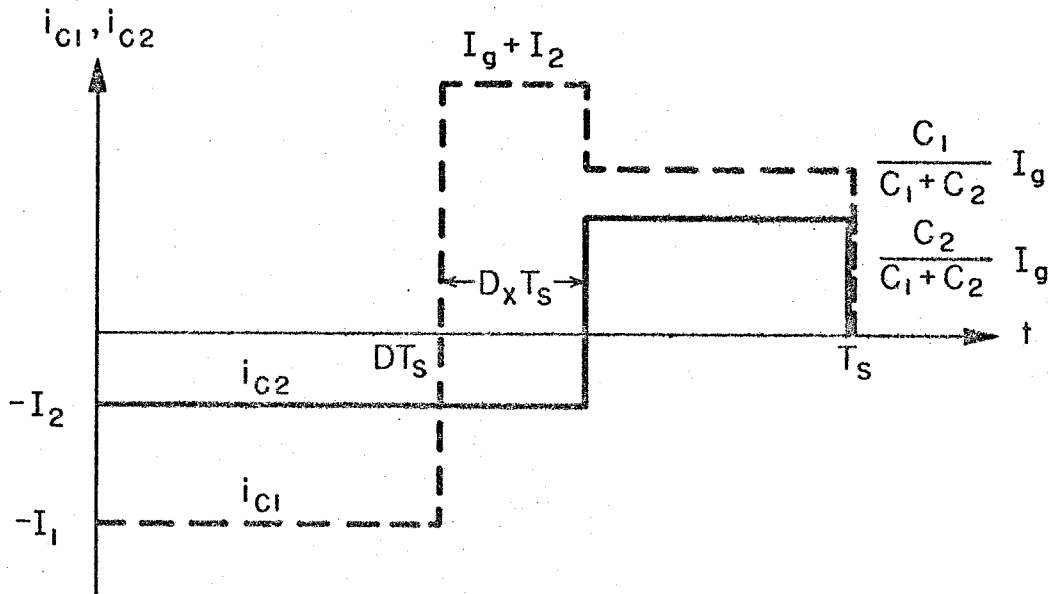 i_C1, i_C2
I_g + I_2
C_1 / (C_1 + C_2) I_g
C_2 / (C_1 + C_2) I_g
D_x T_s
t
DT_s
T_s
i_C2
-I_2
i_C1
-I_1